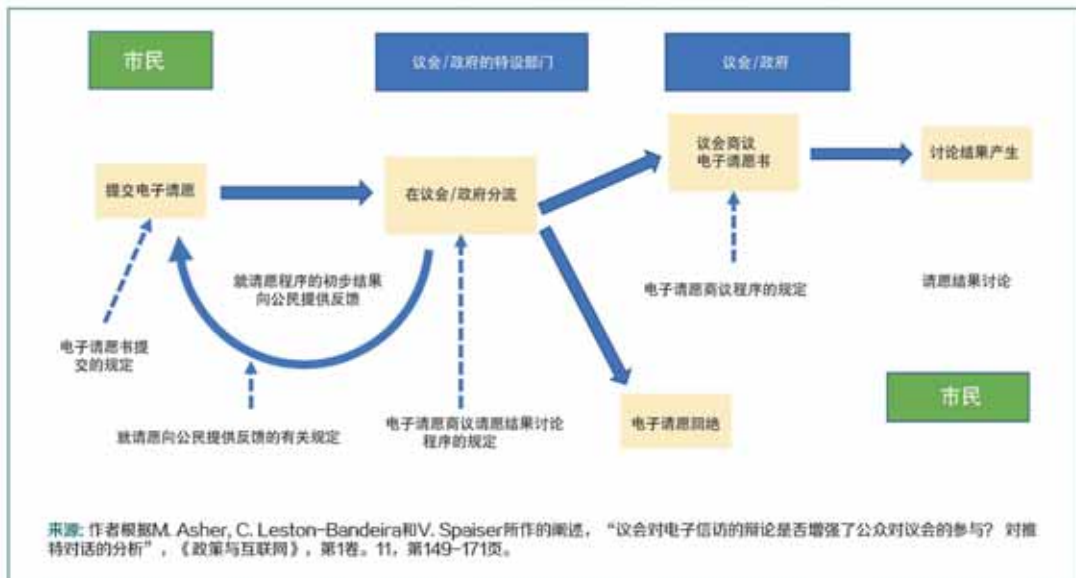 市民
议会/政府的特设部门
议会/政府
提交电子请愿
在议会/政府分流
议会商议
电子请愿书
讨论结果产生
就请愿程序的初步结果
向公民提供反馈
电子请愿商议程序的规定
请愿结果讨论
电子请愿书提
交的规定
市民
就请愿向公民提供反馈的有关规定
电子请愿商议请愿结果讨论
程序的规定
电子请愿回绝
来源: 作者根据M. Asher, C. Leston-Bandeira和V. Spaiser所作的阐述，“议会对电子信访的辩论是否增强了公众对议会的参与? 对推
特对话的分析”，《政策与互联网》，第1卷。11，第149-171页。